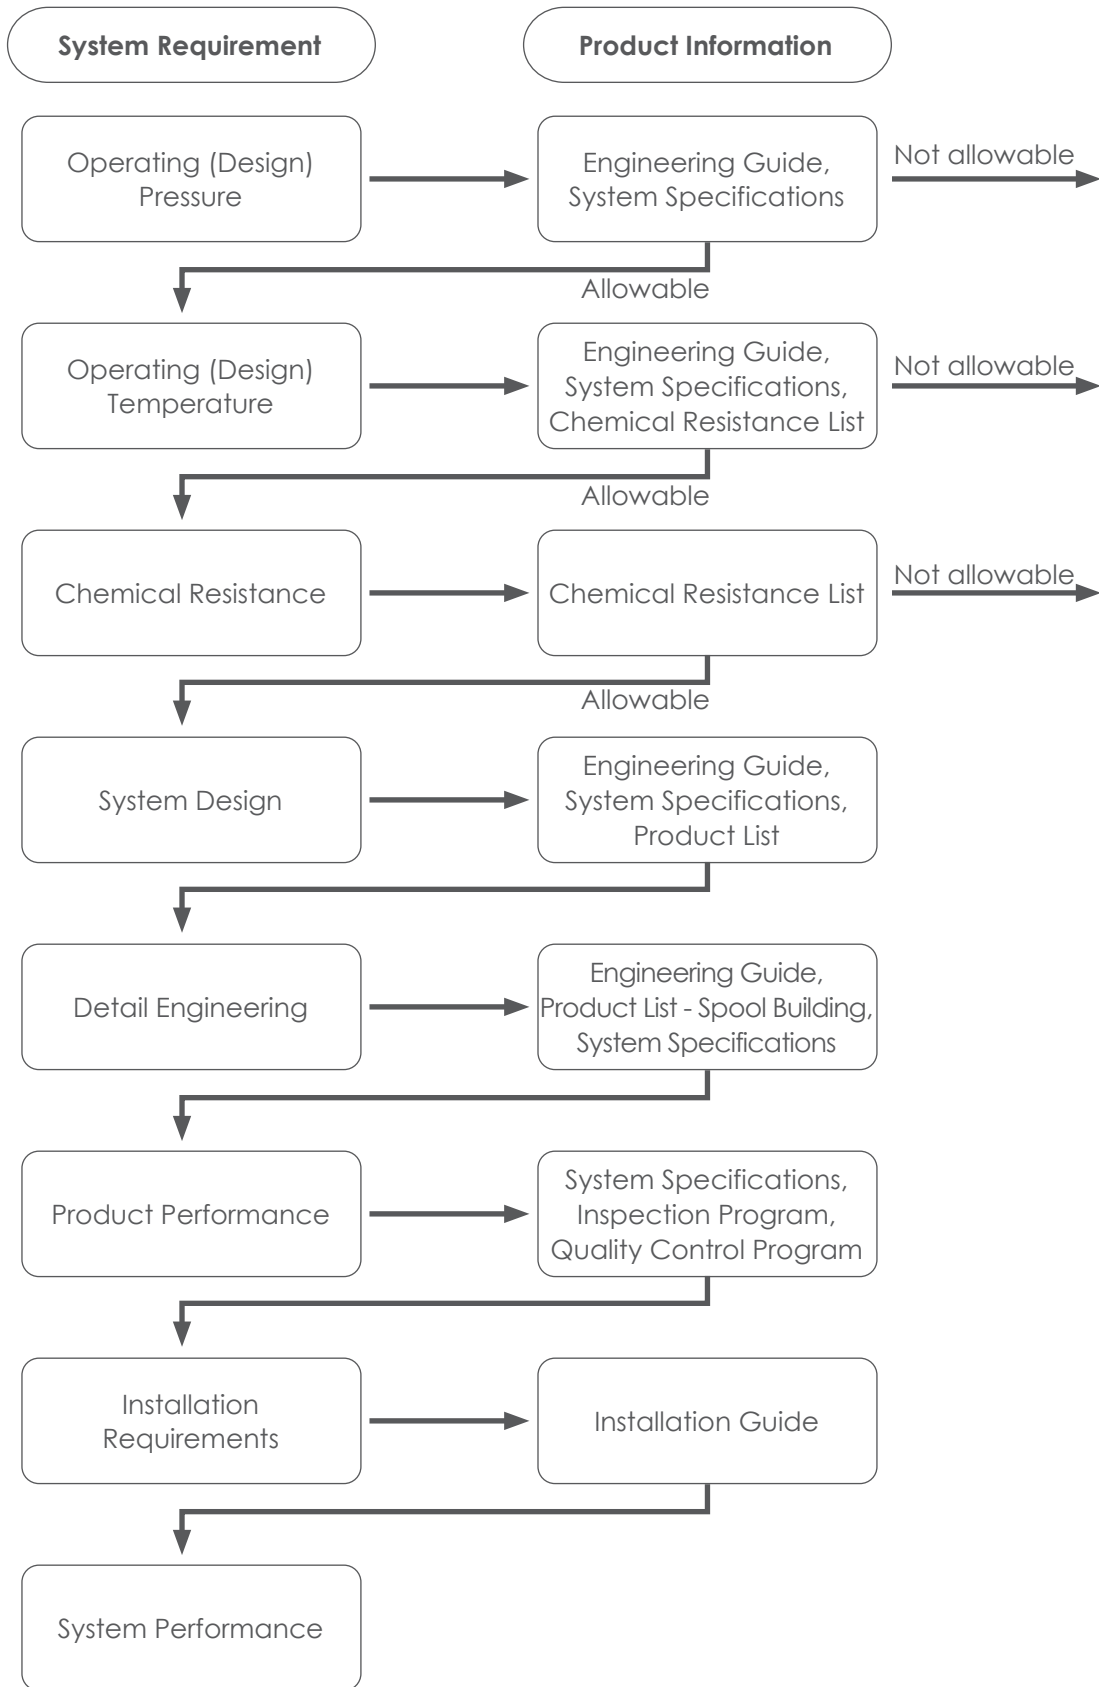 System Requirement
Product Information
Operating (Design)
Pressure
Engineering Guide,
System Specifications
Not allowable
Allowable
Operating (Design)
Temperature
Engineering Guide,
System Specifications,
Chemical Resistance List
Not allowable
Allowable
Chemical Resistance
Chemical Resistance List
Not allowable
Allowable
System Design
Engineering Guide,
System Specifications,
Product List
Detail Engineering
Engineering Guide,
Product List - Spool Building,
System Specifications
Product Performance
System Specifications,
Inspection Program,
Quality Control Program
Installation
Requirements
Installation Guide
System Performance